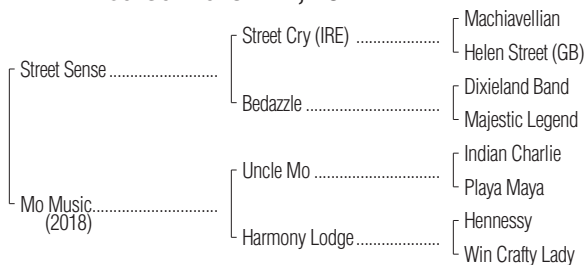 Street Sense
Mo Music
(2018)
Street Cry (IRE)
Bedazzle
Uncle Mo
Harmony Lodge
Machiavellian
Helen Street (GB)
Dixieland Band
Majestic Legend
Indian Charlie
Playa Maya
Hennessy
Win Crafty Lady